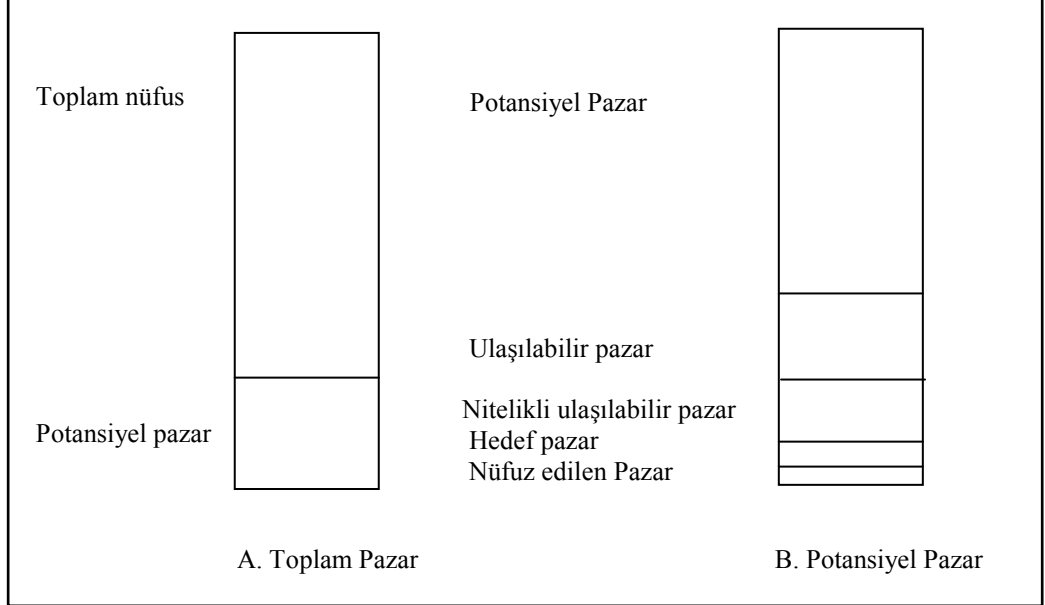 Toplam nüfus
Potansiyel pazar
A. Toplam Pazar
Potansiyel Pazar
Ulaşılabilir pazar
Nitelikli ulaşılabilir pazar
Hedef pazar
Nüfuz edilen Pazar
B. Potansiyel Pazar